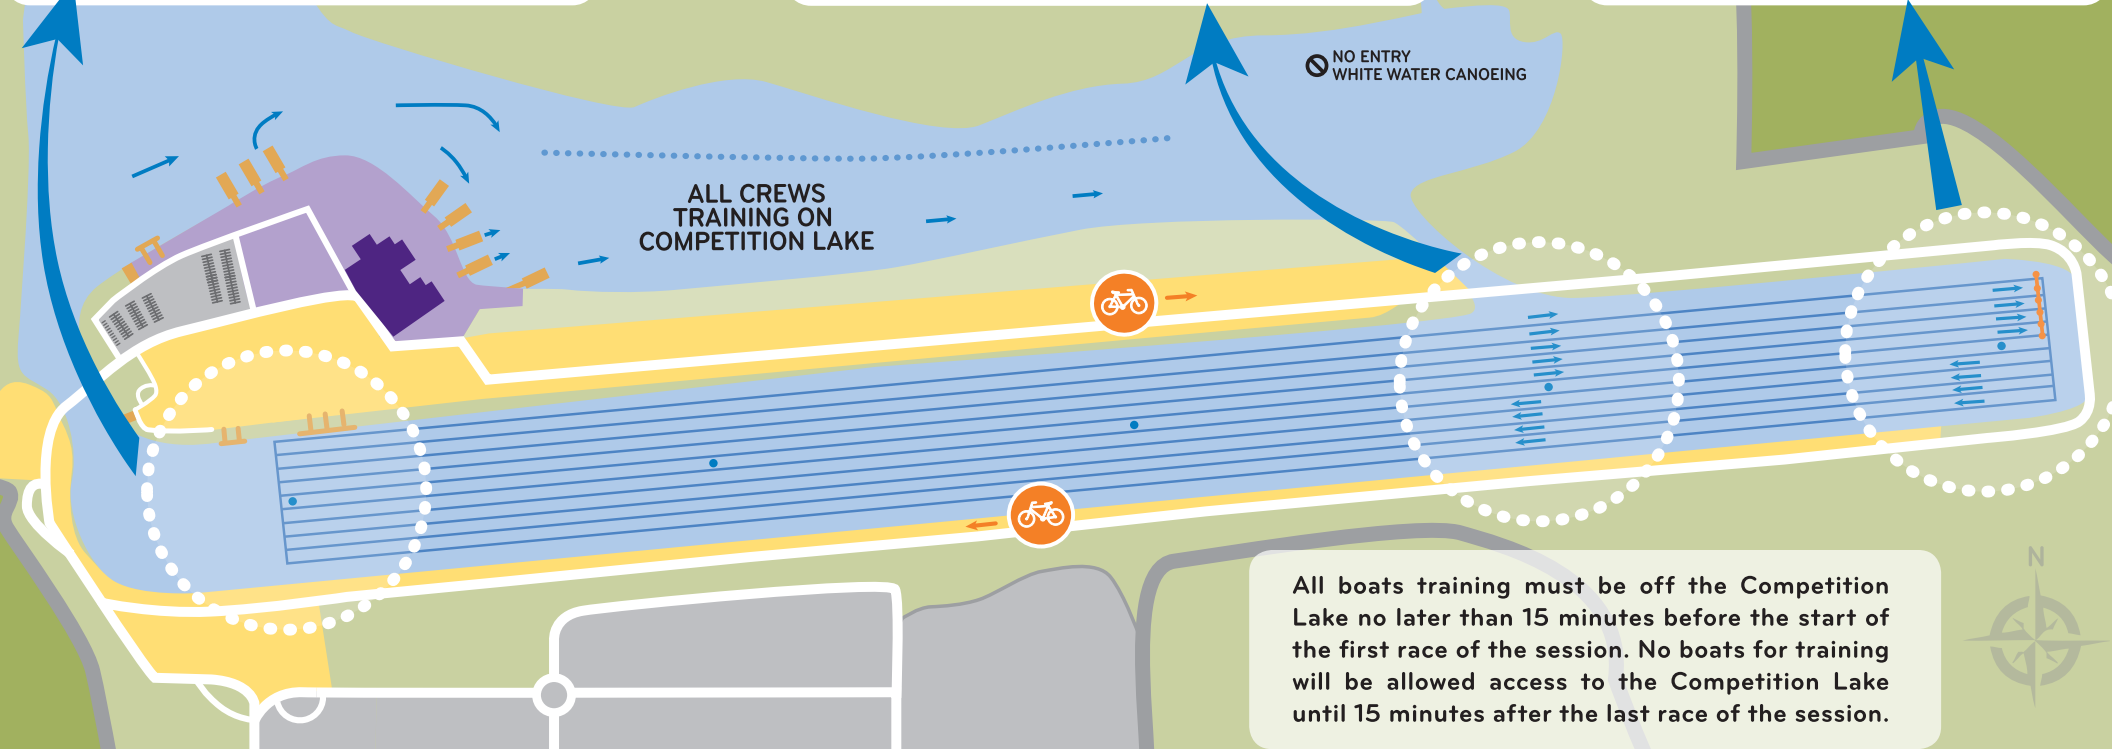 NO ENTRY
WHITE WATER CANOEING
ALL CREWS
TRAINING ON
COMPETITION LAKE
N
All boats training must be off the Competition
Lake no later than 15 minutes before the start of
the first race of the session. No boats for training
will be allowed access to the Competition Lake
until 15 minutes after the last race of the session.